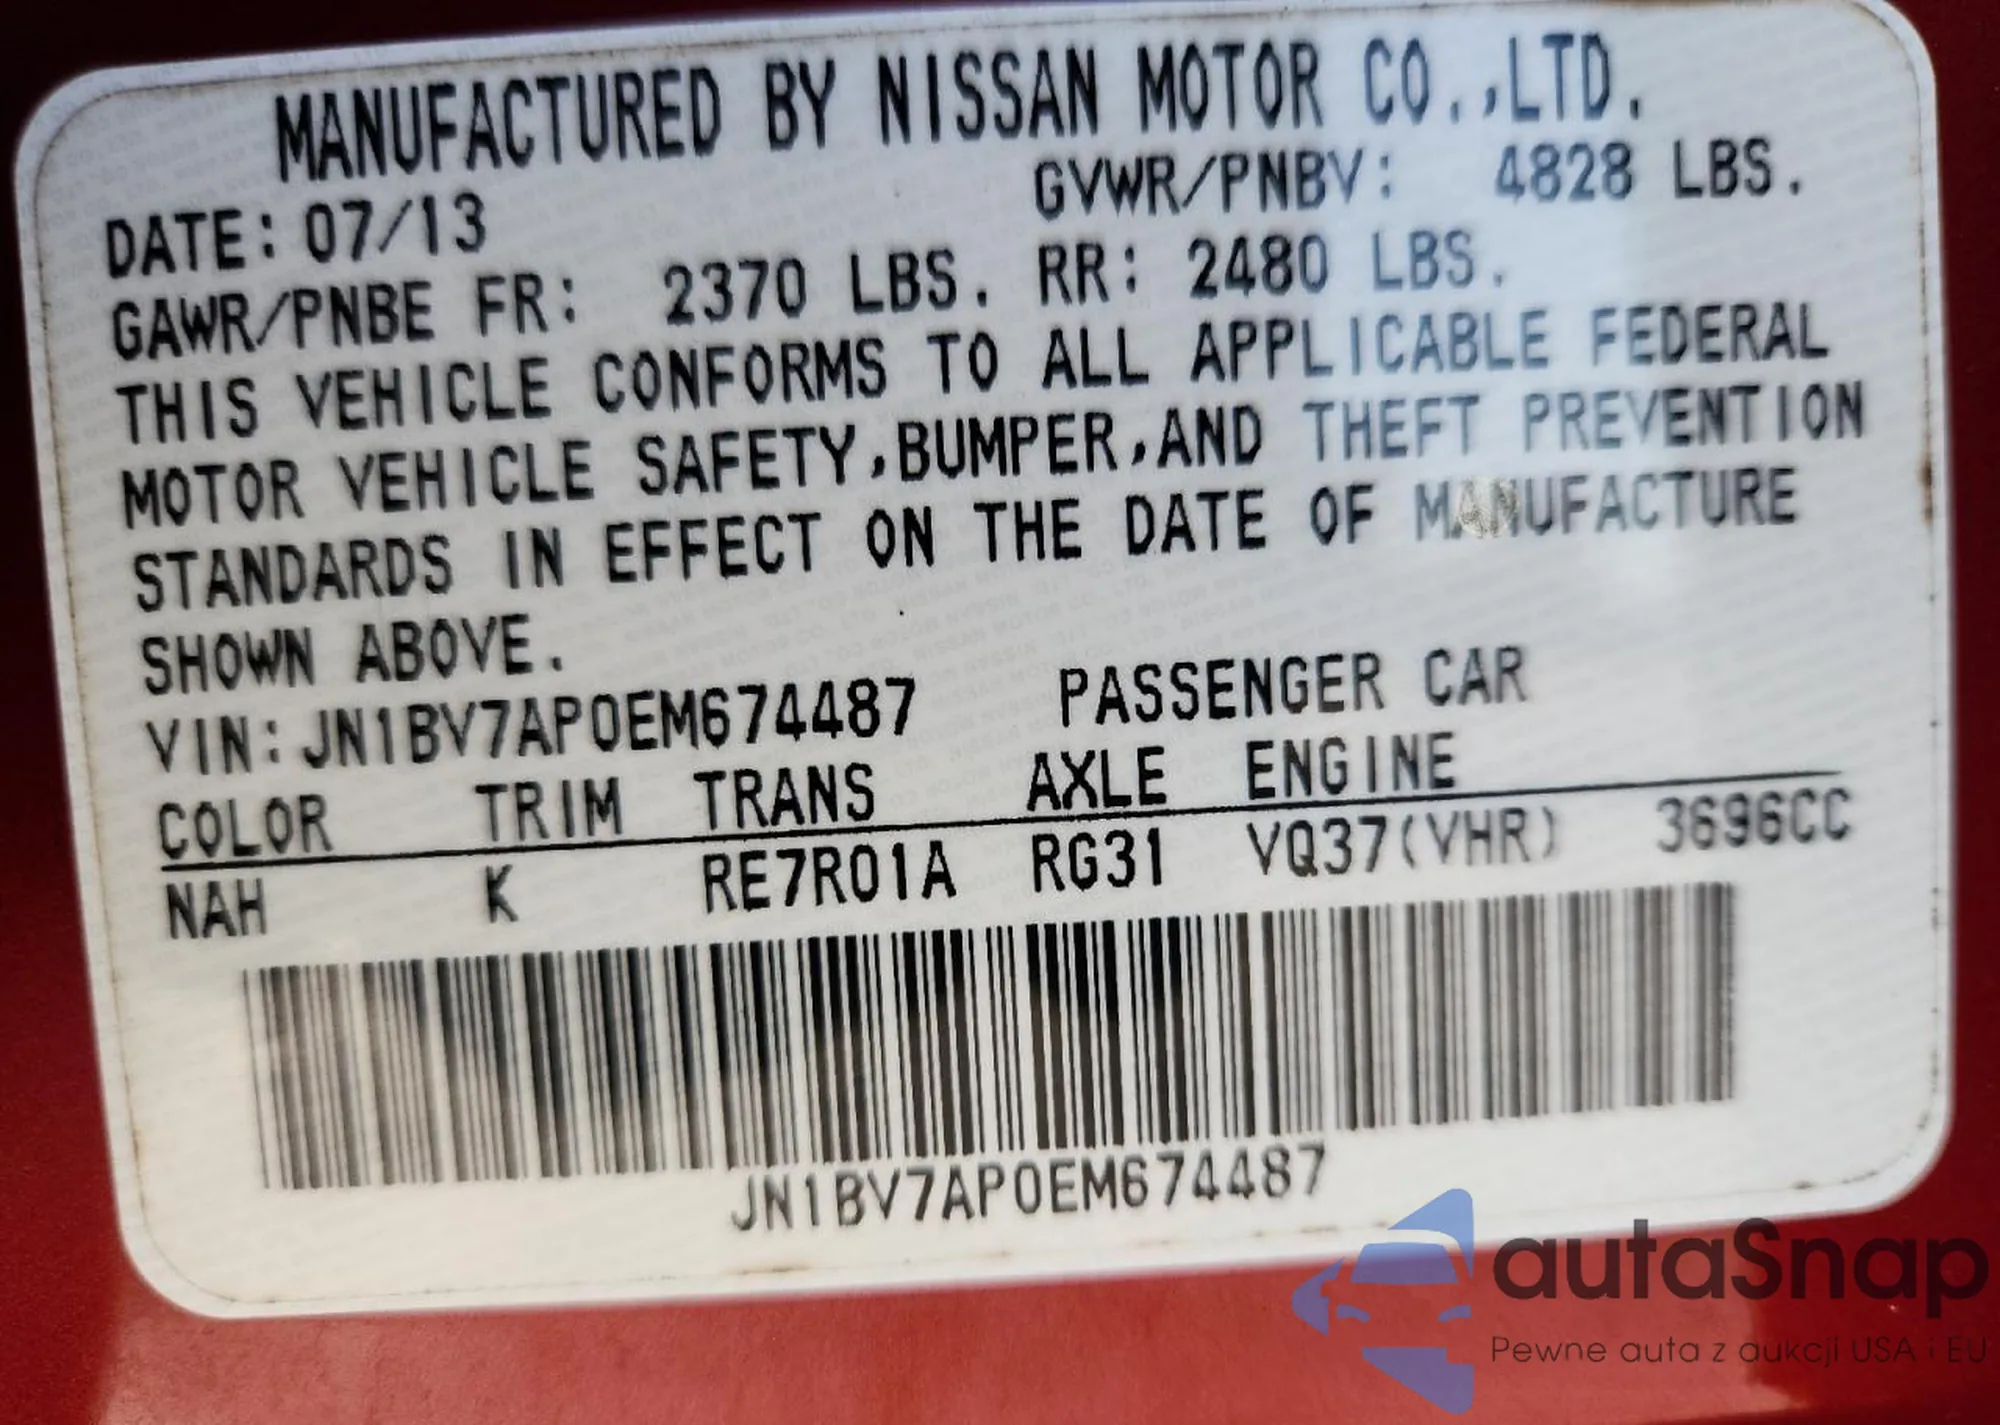 MANUFACTURED BY NISSAN MOTOR CO.,LTD.
DATE: 07/13 GVWR/PNBV: 4828 LBS.
GAWR/PNBE FR: 2370 LBS. RR: 2480 LBS.
THIS VEHICLE CONFORMS TO ALL APPLICABLE FEDERAL
MOTOR VEHICLE SAFETY,BUMPER,AND THEFT PREVENTION
STANDARDS IN EFFECT ON THE DATE OF MANUFACTURE
SHOWN ABOVE.
VIN: JN1BV7AP0EM674487 PASSENGER CAR
COLOR TRIM TRANS AXLE ENGINE
NAH K RE7R01A RG31 VQ37(VHR) 3696CC
JN1BV7AP0EM674487
autaSnap
Pewne auta z aukcji USA i EU